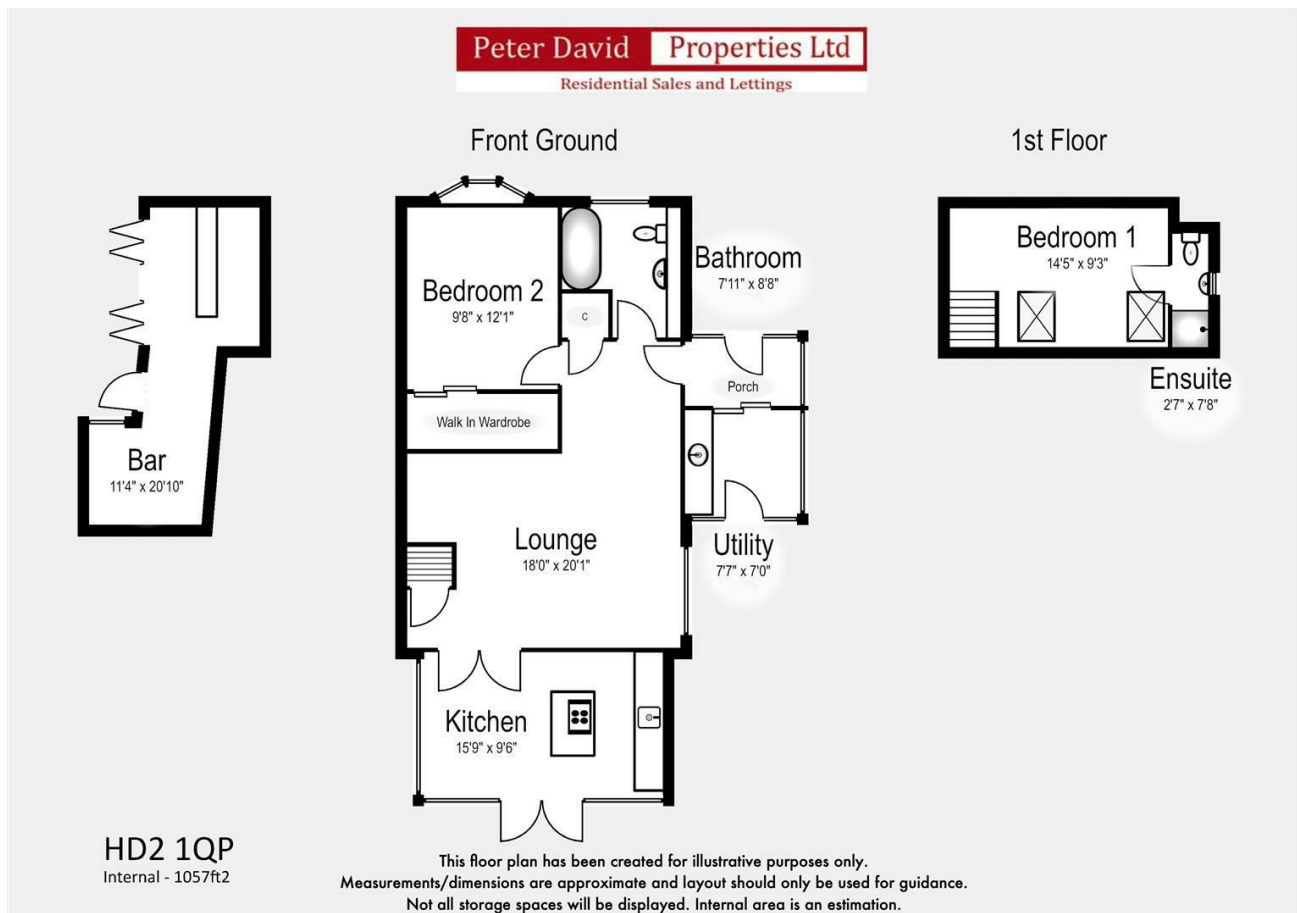 Peter David Properties Ltd
Residential Sales and Lettings
Front Ground
1st Floor
Bedroom 1
14'5" x 9'3"
Bathroom
7'11" x 8'8"
Bedroom 2
9'8" x 12'1"
C
Porch
Ensuite
2'7" x 7'8"
Walk In Wardrobe
Bar
11'4" x 20'10"
Lounge
18'0" x 20'1"
Utility
7'7" x 7'0"
Kitchen
15'9" x 9'6"
HD2 1QP
Internal - 1057ft2
This floor plan has been created for illustrative purposes only.
Measurements/dimensions are approximate and layout should only be used for guidance.
Not all storage spaces will be displayed. Internal area is an estimation.